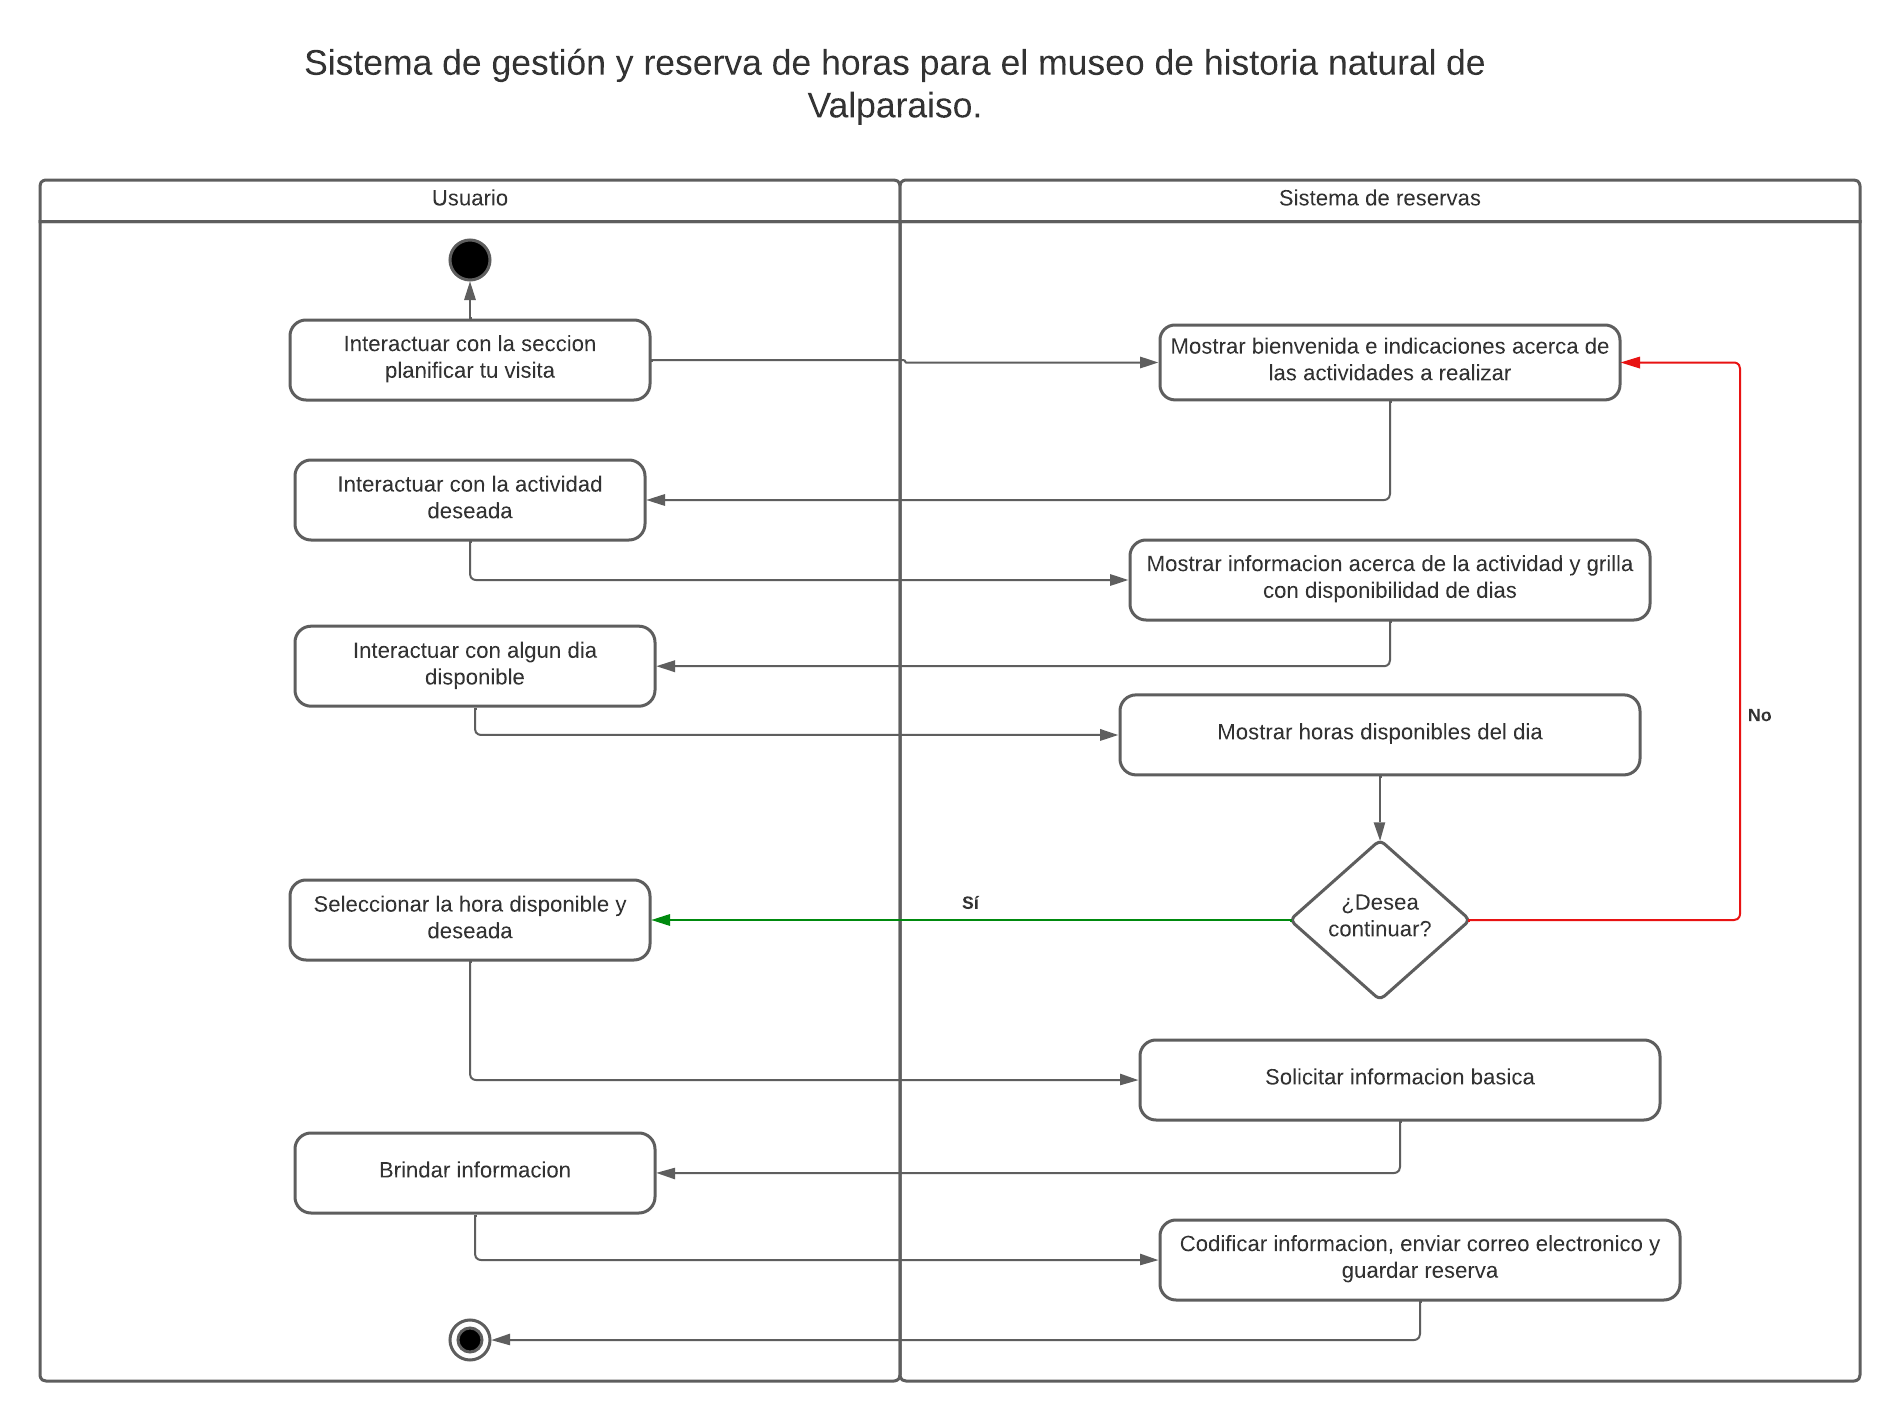 Sistema de gestión y reserva de horas para el museo de historia natural de
Valparaiso.
Usuario
Sistema de reservas
Interactuar con la seccion
planificar tu visita
Mostrar bienvenida e indicaciones acerca de
las actividades a realizar
Interactuar con la actividad
deseada
Mostrar informacion acerca de la actividad y grilla
con disponibilidad de dias
Interactuar con algun dia
disponible
Mostrar horas disponibles del dia
No
¿Desea
continuar?
Sí
Seleccionar la hora disponible y
deseada
Solicitar informacion basica
Brindar informacion
Codificar informacion, enviar correo electronico y
guardar reserva